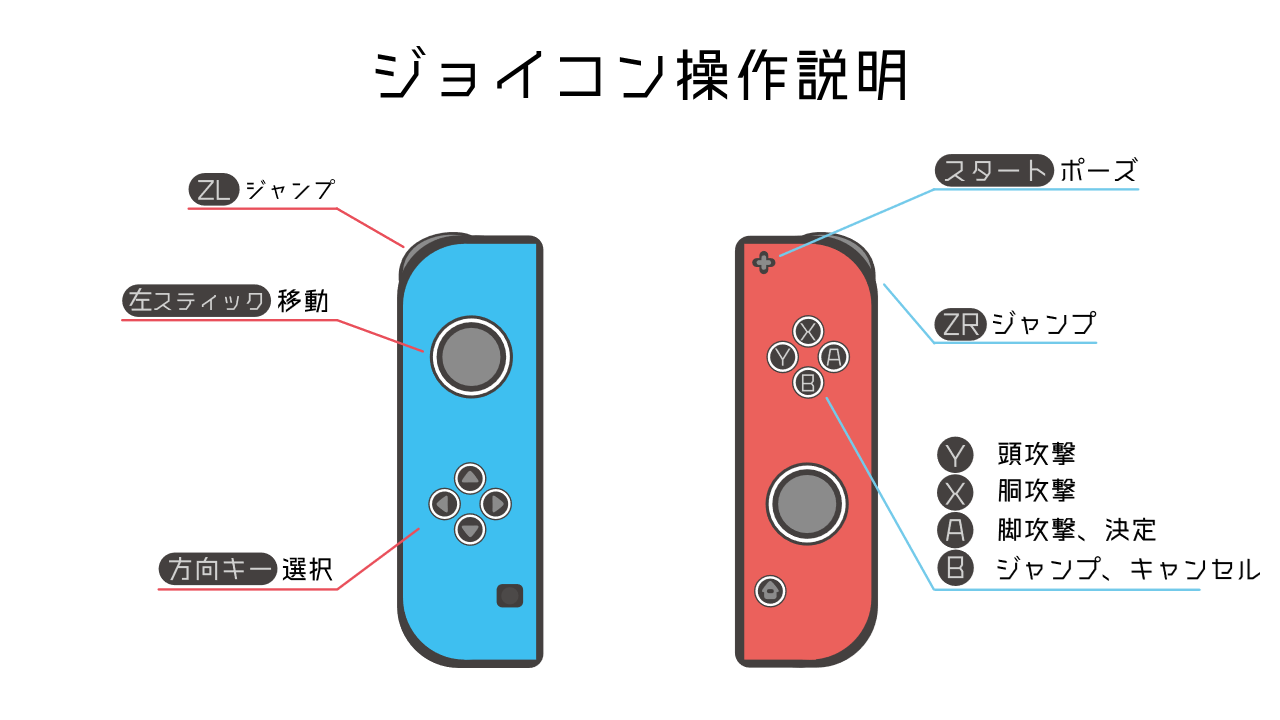 ジョイコン操作説明
ZL ジャンプ
左スティック 移動
方向キー 選択
スタート ポーズ
ZR ジャンプ
X
Y A
B
Y 頭攻撃
X 胴攻撃
A 脚攻撃、決定
B ジャンプ、キャンセル